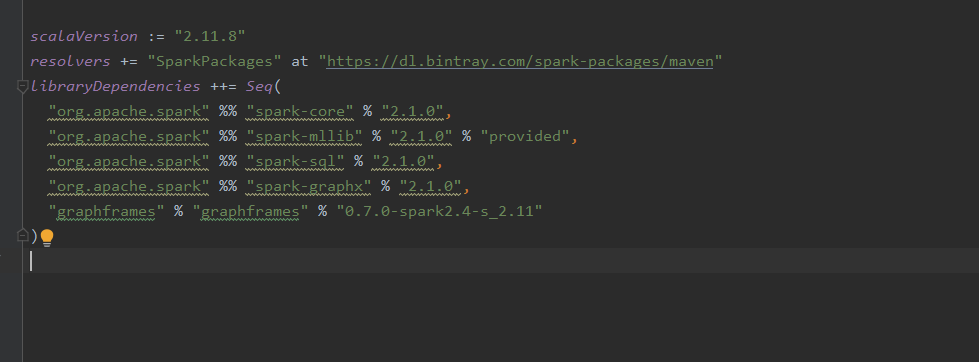 scalaVersion := "2.11.8"
resolvers += "SparkPackages" at "https://dl.bintray.com/spark-packages/maven"
libraryDependencies ++= Seq(
"org.apache.spark" %% "spark-core" % "2.1.0",
"org.apache.spark" %% "spark-mllib" % "2.1.0" % "provided",
"org.apache.spark" %% "spark-sql" % "2.1.0",
"org.apache.spark" %% "spark-graphx" % "2.1.0",
"graphframes" % "graphframes" % "0.7.0-spark2.4-s_2.11"
)